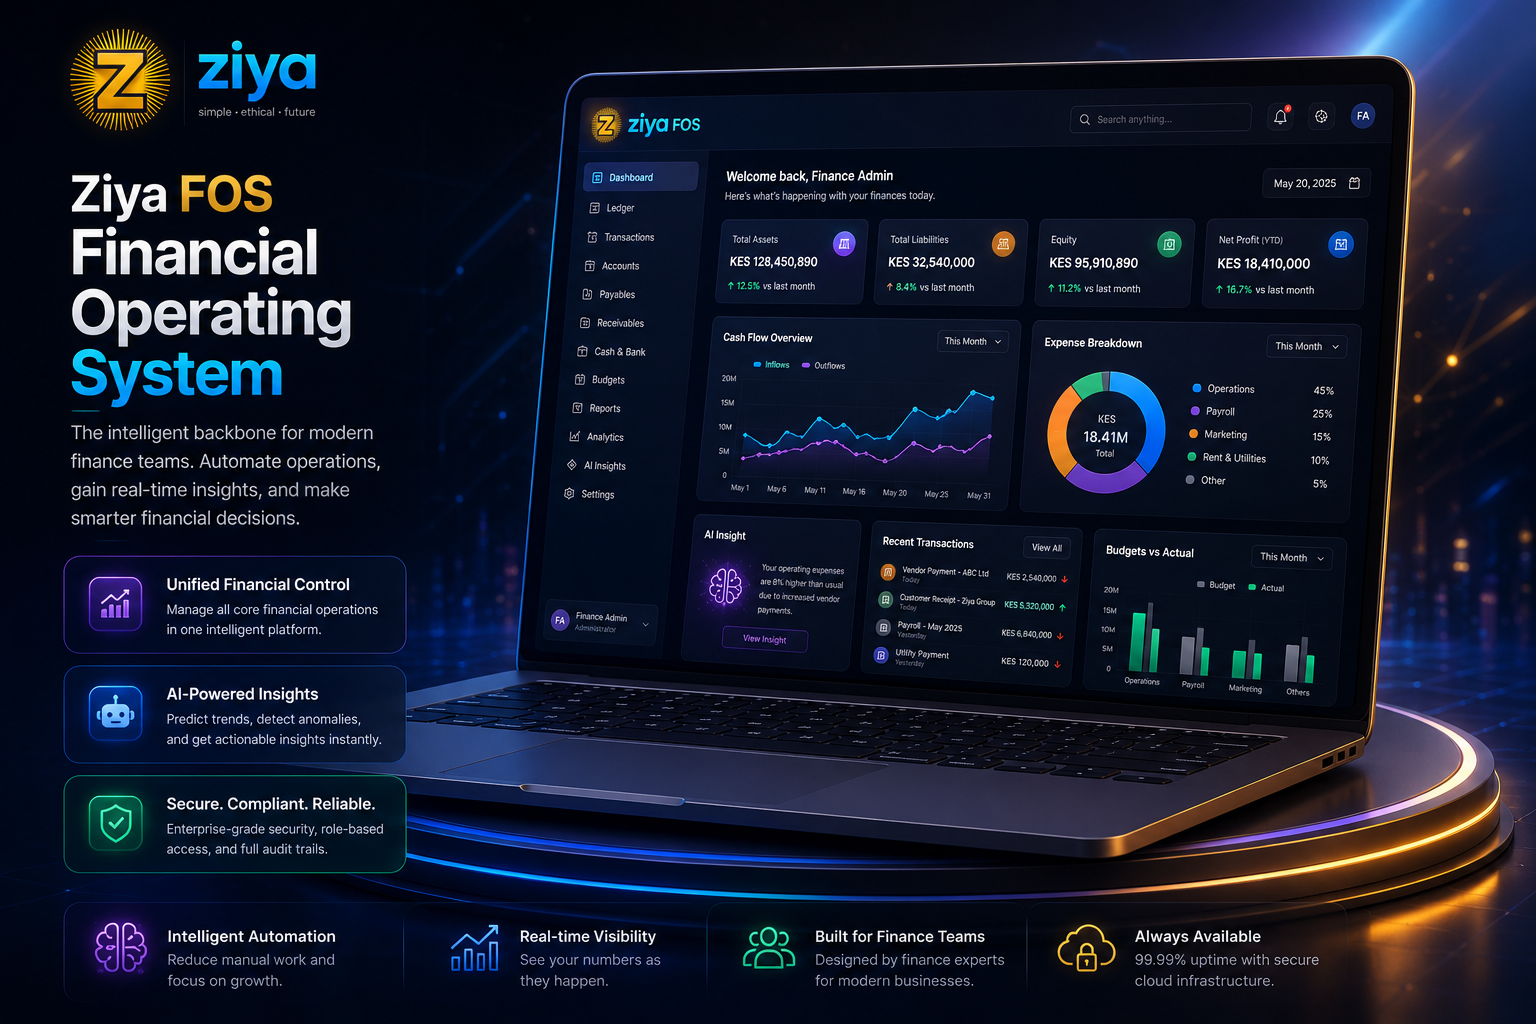 Z
ziya
simple • ethical • future
Ziya FOS
Financial
Operating
System
The intelligent backbone for modern
finance teams. Automate operations,
gain real-time insights, and make
smarter financial decisions.
Unified Financial Control
Manage all core financial operations
in one intelligent platform.
AI-Powered Insights
Predict trends, detect anomalies,
and get actionable insights instantly.
Secure. Compliant. Reliable.
Enterprise-grade security, role-based
access, and full audit trails.
Z ziya FOS
Search anything...
FA
Dashboard
Ledger
Transactions
Accounts
Payables
Receivables
Cash & Bank
Budgets
Reports
Analytics
AI Insights
Settings
FA
Finance Admin
Administrator
Welcome back, Finance Admin
Here's what's happening with your finances today.
May 20, 2025
Total Assets
KES 128,450,890
↑ 12.5% vs last month
Total Liabilities
KES 32,540,000
↑ 8.4% vs last month
Equity
KES 95,910,890
↑ 11.2% vs last month
Net Profit (YTD)
KES 18,410,000
↑ 16.7% vs last month
Cash Flow Overview
This Month
Inflows Outflows
20M
15M
10M
5M
0
May 1 May 6 May 11 May 16 May 20 May 25 May 31
Expense Breakdown
This Month
KES
18.41M
Total
Operations 45%
Payroll 25%
Marketing 15%
Rent & Utilities 10%
Other 5%
AI Insight
Your operating expenses
are 8% higher than usual
due to increased vendor
payments.
View Insight
Recent Transactions
View All
Vendor Payment - ABC Ltd KES 2,540,000 ↓
Today
Customer Receipt - Ziya Group KES 5,320,000 ↑
Today
Payroll - May 2025 KES 6,840,000 ↓
Yesterday
Utility Payment KES 120,000 ↓
Yesterday
Budgets vs Actual
This Month
Budget Actual
20M
15M
10M
5M
0
Operations Payroll Marketing Others
Intelligent Automation
Reduce manual work and
focus on growth.
Real-time Visibility
See your numbers as
they happen.
Built for Finance Teams
Designed by finance experts
for modern businesses.
Always Available
99.99% uptime with secure
cloud infrastructure.